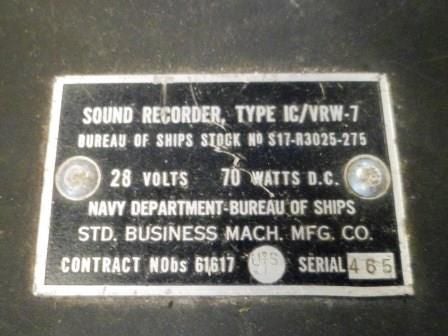 SOUND RECORDER, TYPE IC/VRW-7
BUREAU OF SHIPS STOCK NO S17-R3025-275
28 VOLTS 70 WATTS D.C.
NAVY DEPARTMENT-BUREAU OF SHIPS
STD. BUSINESS MACH. MFG. CO.
CONTRACT NObs 61617 U.S. SERIAL 465